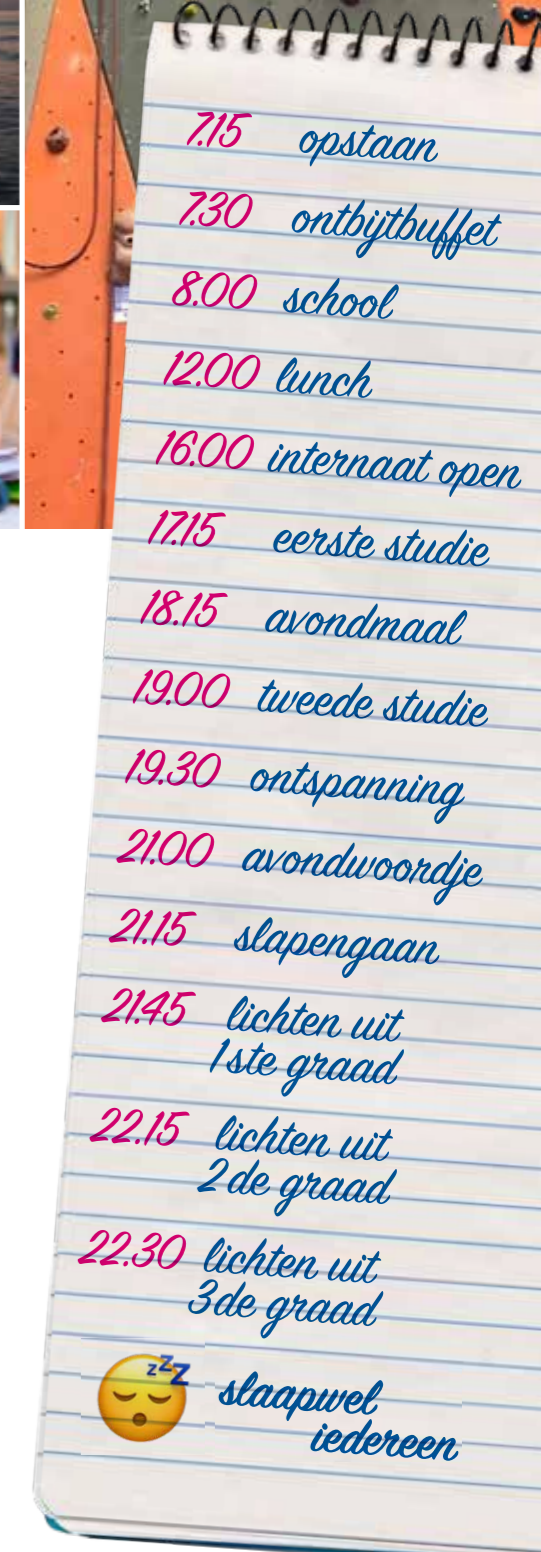 7.15 opstaan
7.30 ontbijtbuffet
8.00 school
12.00 lunch
16.00 internaat open
17.15 eerste studie
18.15 avondmaal
19.00 tweede studie
19.30 ontspanning
21.00 avondwoordje
21.15 slapengaan
21.45 lichten uit
1ste graad
22.15 lichten uit
2de graad
22.30 lichten uit
3de graad
zzZ
slaapwel
iedereen